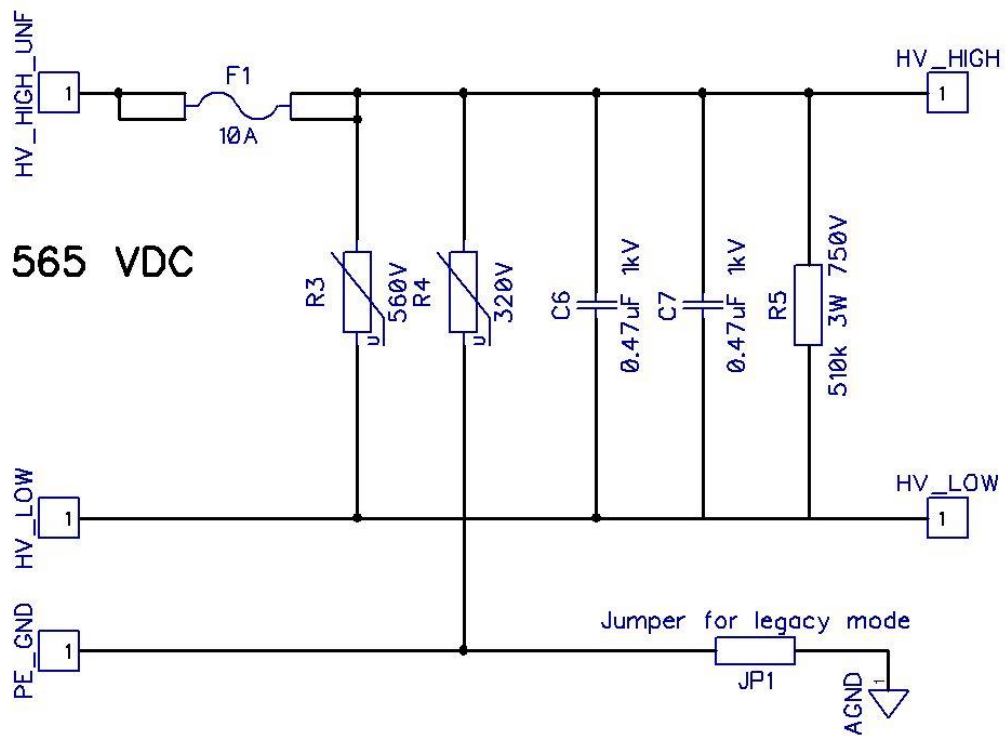 HV_HIGH_UNF
1
F1
10A
HV_HIGH
1
565 VDC
R3
560V
U
R4
320V
U
C6
0.47uF 1kV
C7
0.47uF 1kV
R5
510k 3W 750V
HV_LOW
1
HV_LOW
1
PE_GND
1
Jumper for legacy mode
JP1
AGND
1